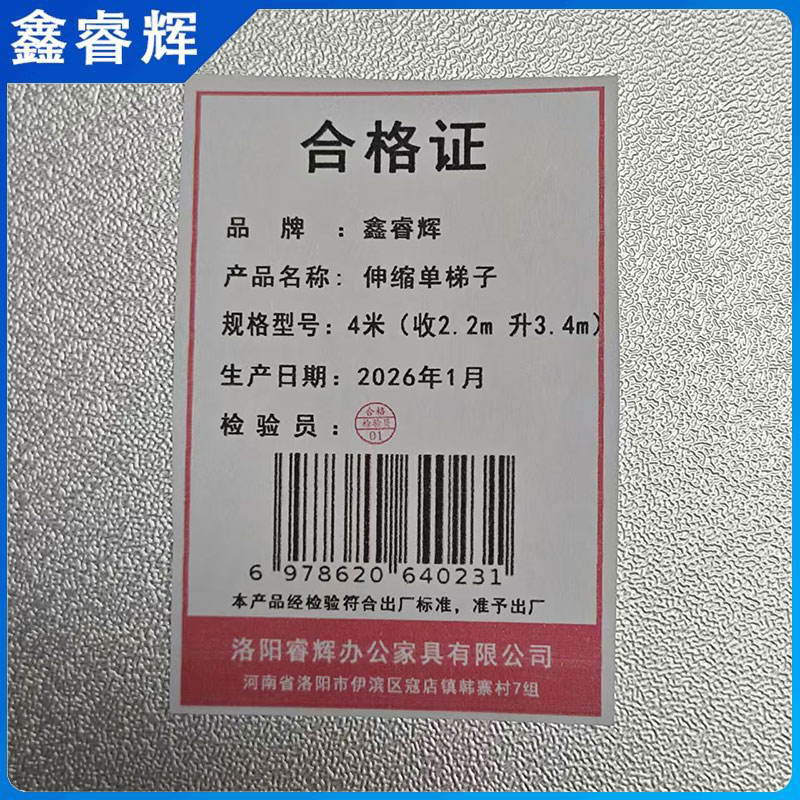 鑫睿辉
合格证
品 牌 ：鑫睿辉
产品名称：伸缩单梯子
规格型号：4米（收2.2m 升3.4m）
生产日期：2026年1月
检 验 员：
合格
检验员
01
6 978620 640231
本产品经检验符合出厂标准，准予出厂
洛阳睿辉办公家具有限公司
河南省洛阳市伊滨区寇店镇韩寨村7组